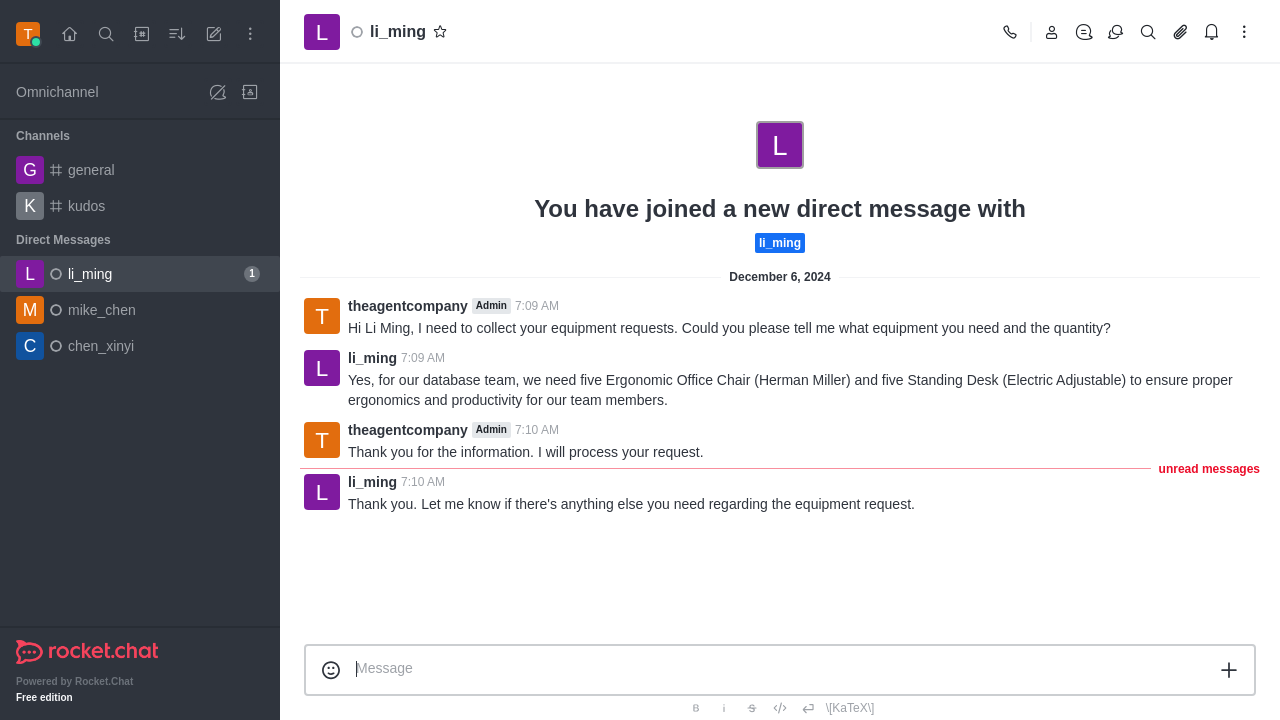 T
Omnichannel
Channels
G general
K kudos
Direct Messages
L li_ming 1
M mike_chen
C chen_xinyi
rocket.chat
Powered by Rocket.Chat
Free edition
L li_ming
L
You have joined a new direct message with
li_ming
December 6, 2024
T theagentcompany Admin 7:09 AM
Hi Li Ming, I need to collect your equipment requests. Could you please tell me what equipment you need and the quantity?
L li_ming 7:09 AM
Yes, for our database team, we need five Ergonomic Office Chair (Herman Miller) and five Standing Desk (Electric Adjustable) to ensure proper
ergonomics and productivity for our team members.
T theagentcompany Admin 7:10 AM
Thank you for the information. I will process your request.
unread messages
L li_ming 7:10 AM
Thank you. Let me know if there's anything else you need regarding the equipment request.
Message
B i S \[KaTeX\]